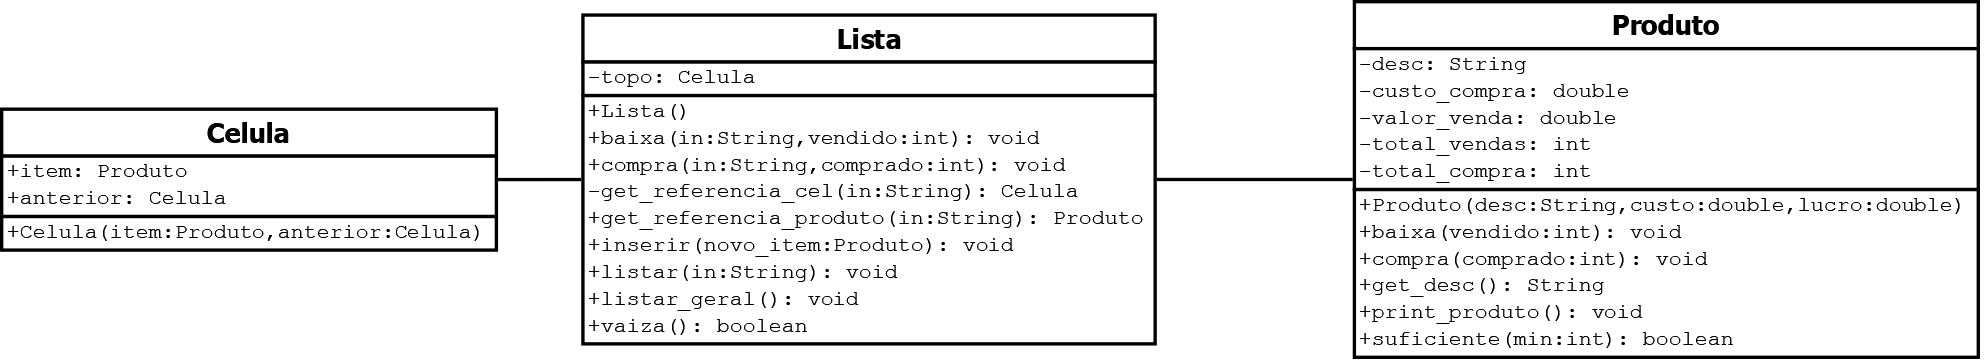 Celula
+item: Produto
+anterior: Celula
+Celula(item:Produto,anterior:Celula)
Lista
-topo: Celula
+Lista()
+baixa(in:String,vendido:int): void
+compra(in:String,comprado:int): void
-get_referencia_cel(in:String): Celula
+get_referencia_produto(in:String): Produto
+inserir(novo_item:Produto): void
+listar(in:String): void
+listar_geral(): void
+vaiza(): boolean
Produto
-desc: String
-custo_compra: double
-valor_venda: double
-total_vendas: int
-total_compra: int
+Produto(desc:String,custo:double,lucro:double)
+baixa(vendido:int): void
+compra(comprado:int): void
+get_desc(): String
+print_produto(): void
+suficiente(min:int): boolean